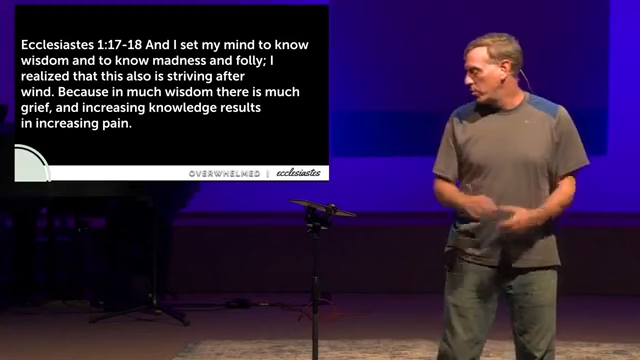 Ecclesiastes 1:17-18 And I set my mind to know
wisdom and to know madness and folly; I
realized that this also is striving after
wind. Because in much wisdom there is much
grief, and increasing knowledge results
in increasing pain.
OVERWHELMED | ecclesiastes